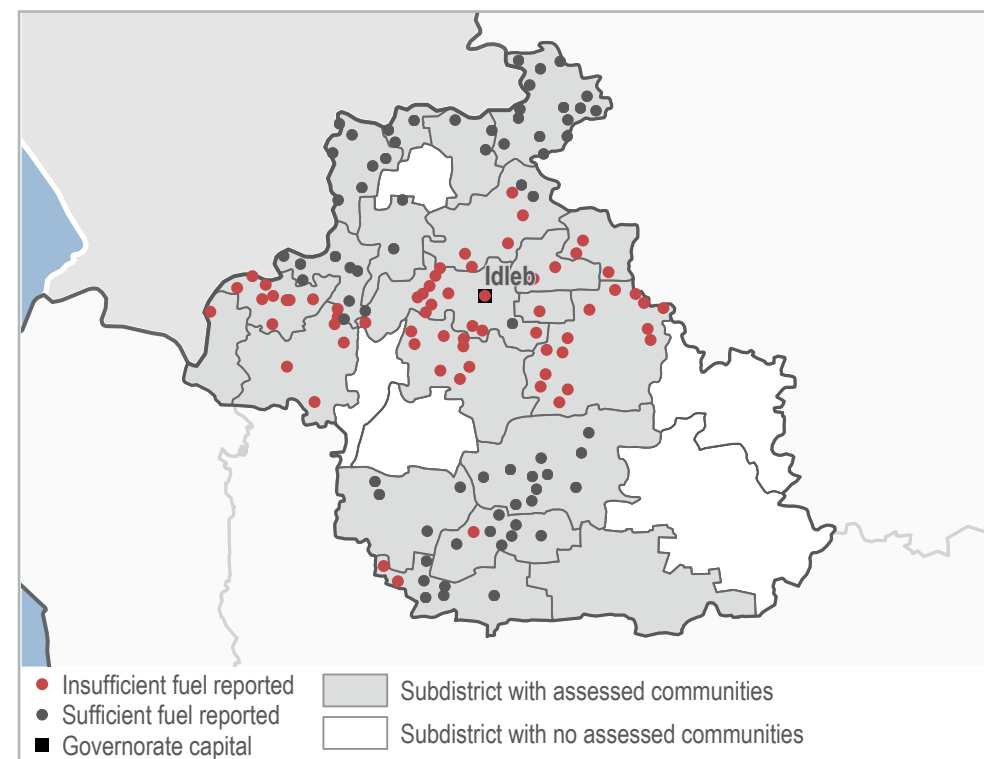 Idleb
Insufficient fuel reported
Sufficient fuel reported
Governorate capital
Subdistrict with assessed communities
Subdistrict with no assessed communities